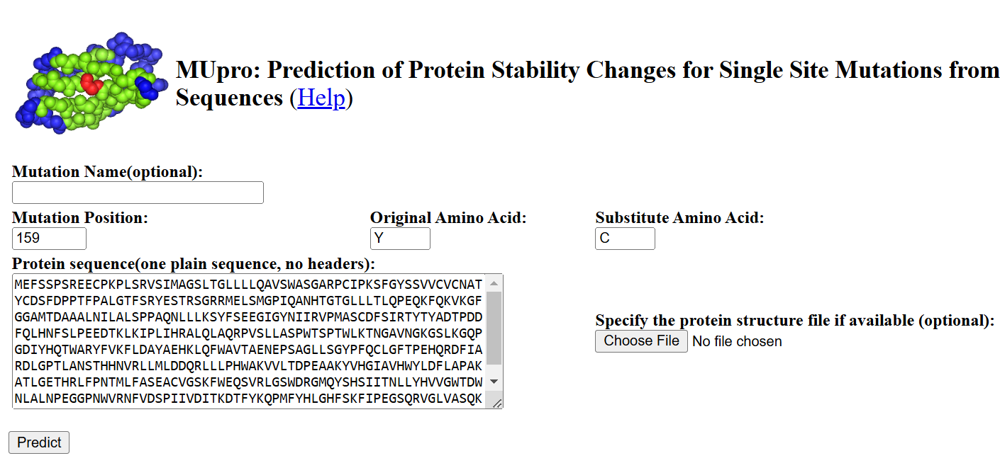 MUpro: Prediction of Protein Stability Changes for Single Site Mutations from
Sequences (Help)
Mutation Name(optional):
Mutation Position:
Original Amino Acid:
Substitute Amino Acid:
159
Y
C
Protein sequence(one plain sequence, no headers):
MEFSSPSREECPKPLSRVSIMAGSLTGLLLLQAVSWASGARPCIPKSFGYSSVVCVCNAT
YCDSFDPPTFPALGTFSRYESTRSGRRMELSMGPIQANHTGTGLLLTLQPEQKFQKVKGF
GGAMTDAAALNILALSPPAQNLLLKSYFSEEGIGYNIIRVPMASCDFSIRTYTYADTPDD
FQLHNFSLPEEDTKLKIPLIHRALQLAQRPVSLLASPWTSPTWLKTNGAVNGKGSLKGQP
GDIYHQTWARYFVKFLDAYAEHKLQFWAVTAENEPSAGLLSGYPFQCLGFTPEHQRDFIA
RDLGPTLANSTHHNVRLLMLDDQRLLLPHWAKVVLTDPEAAKYVHGIAVHWYLDFLAPAK
ATLGETHRLFPNTMLFASEACVGSKFWEQSVRLGSWDRGMQYSHSIITNLLYHVVGWTDW
NLALNPEGGPNWVRNFVDSPIIVDITKDTFYKQPMFYHLGHFSKFIPEGSQRVGLVASQK
Specify the protein structure file if available (optional):
Choose File No file chosen
Predict